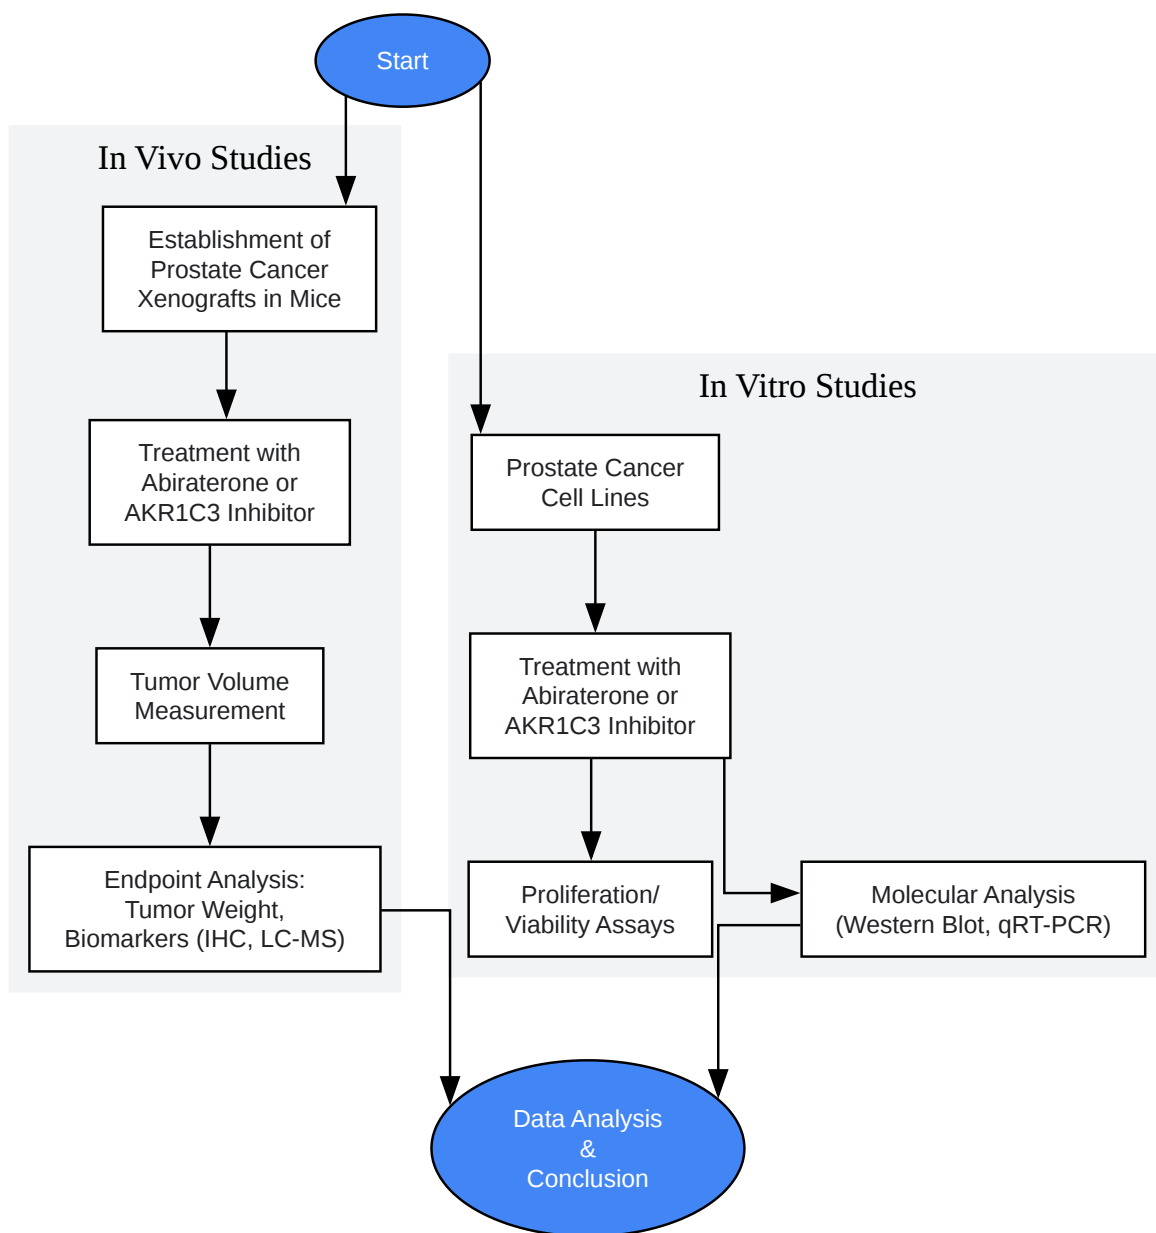 Start
In Vivo Studies
Establishment of
Prostate Cancer
Xenografts in Mice
Treatment with
Abiraterone or
AKR1C3 Inhibitor
Tumor Volume
Measurement
Endpoint Analysis:
Tumor Weight,
Biomarkers (IHC, LC-MS)
In Vitro Studies
Prostate Cancer
Cell Lines
Treatment with
Abiraterone or
AKR1C3 Inhibitor
Proliferation/
Viability Assays
Molecular Analysis
(Western Blot, qRT-PCR)
Data Analysis
&
Conclusion